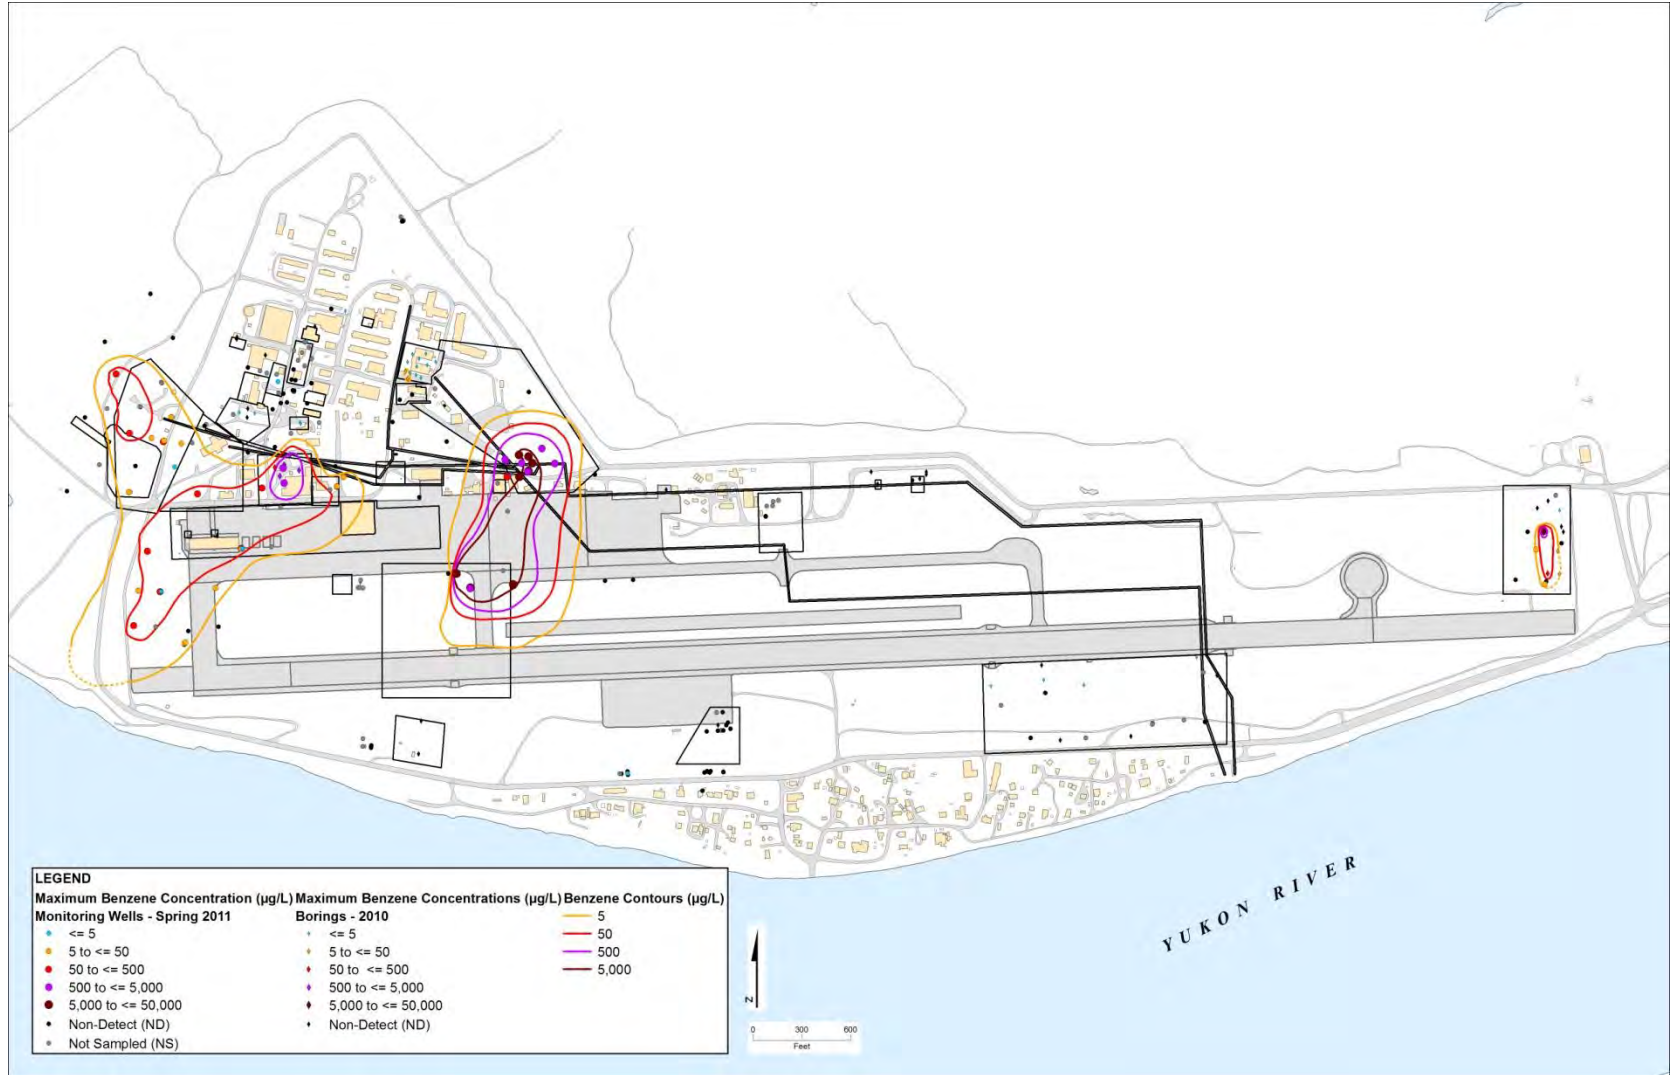 YUKON RIVER
LEGEND
Maximum Benzene Concentration (µg/L) Maximum Benzene Concentrations (µg/L) Benzene Contours (µg/L)
Monitoring Wells - Spring 2011 Borings - 2010 5
<= 5 <= 5 50
5 to <= 50 5 to <= 50 500
50 to <= 500 50 to <= 500 5,000
500 to <= 5,000 500 to <= 5,000
5,000 to <= 50,000 5,000 to <= 50,000
Non-Detect (ND) Non-Detect (ND)
Not Sampled (NS)
N
0 300 600
Feet